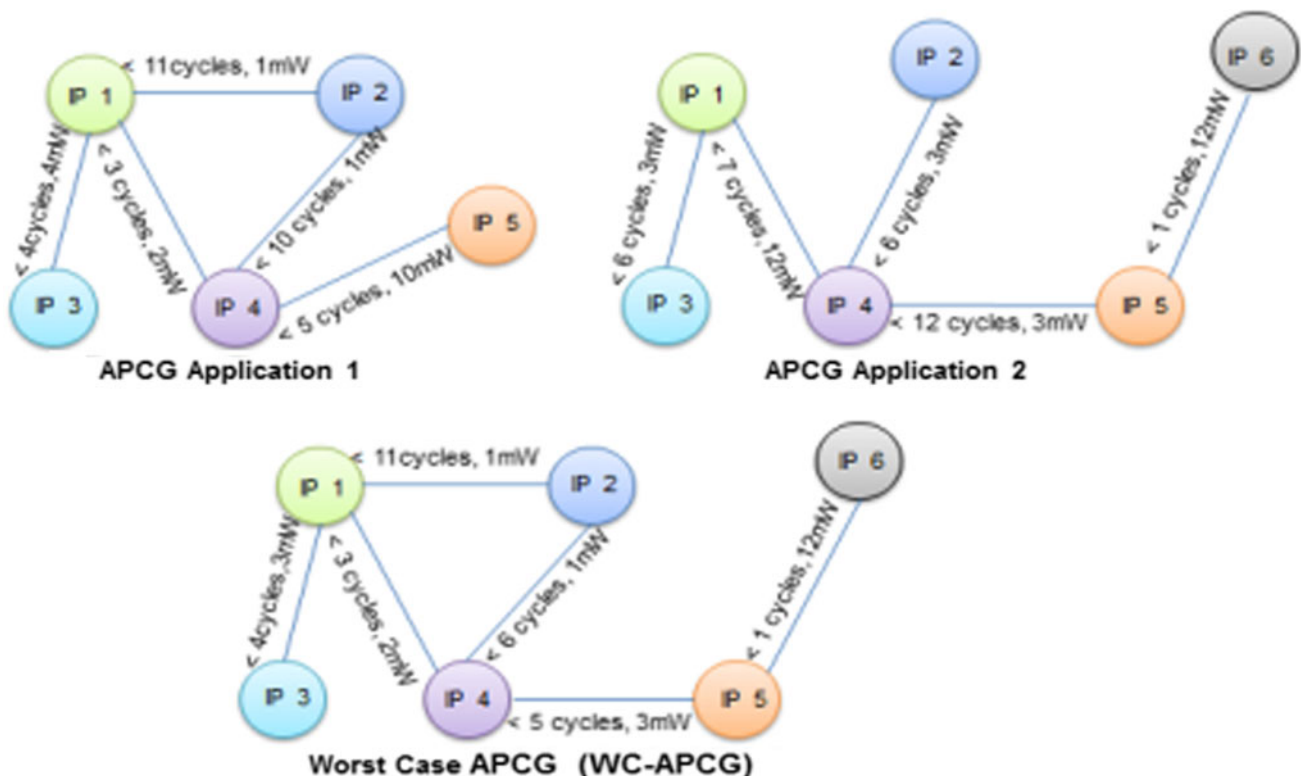 < 11cycles, 1mW
IP 1
IP 2
< 4cycles,4mW
< 3 cycles, 2mW
< 10 cycles, 1mW
IP 5
IP 3
IP 4
< 5 cycles, 10mW
APCG Application 1
IP 6
IP 2
IP 1
< 6 cycles, 3mW
< 7 cycles, 12mW
< 6 cycles, 3mW
< 1 cycles, 12mW
IP 3
IP 4
IP 5
< 12 cycles, 3mW
APCG Application 2
< 11cycles, 1mW
IP 6
IP 1
IP 2
< 4cycles,3mW
< 3 cycles, 2mW
< 6 cycles, 1mW
< 1 cycles, 12mW
IP 3
IP 4
IP 5
< 5 cycles, 3mW
Worst Case APCG (WC-APCG)